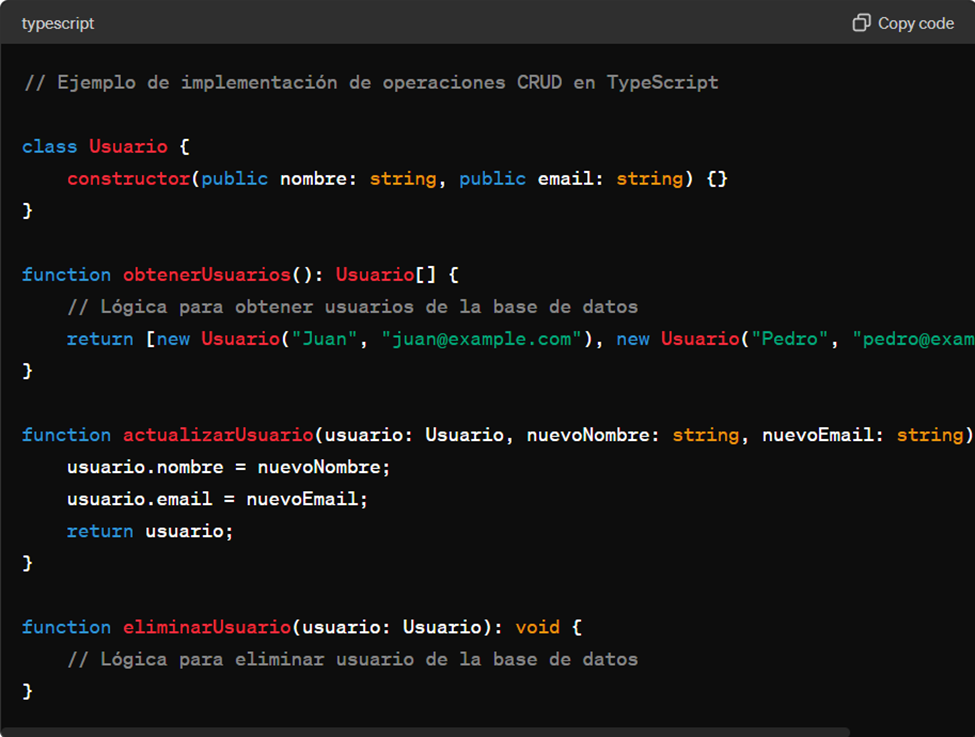 typescript
Copy code
// Ejemplo de implementación de operaciones CRUD en TypeScript
class Usuario {
constructor(public nombre: string, public email: string) {}
}
function obtenerUsuarios(): Usuario[] {
// Lógica para obtener usuarios de la base de datos
return [new Usuario("Juan", "juan@example.com"), new Usuario("Pedro", "pedro@exam
}
function actualizarUsuario(usuario: Usuario, nuevoNombre: string, nuevoEmail: string)
usuario.nombre = nuevoNombre;
usuario.email = nuevoEmail;
return usuario;
}
function eliminarUsuario(usuario: Usuario): void {
// Lógica para eliminar usuario de la base de datos
}